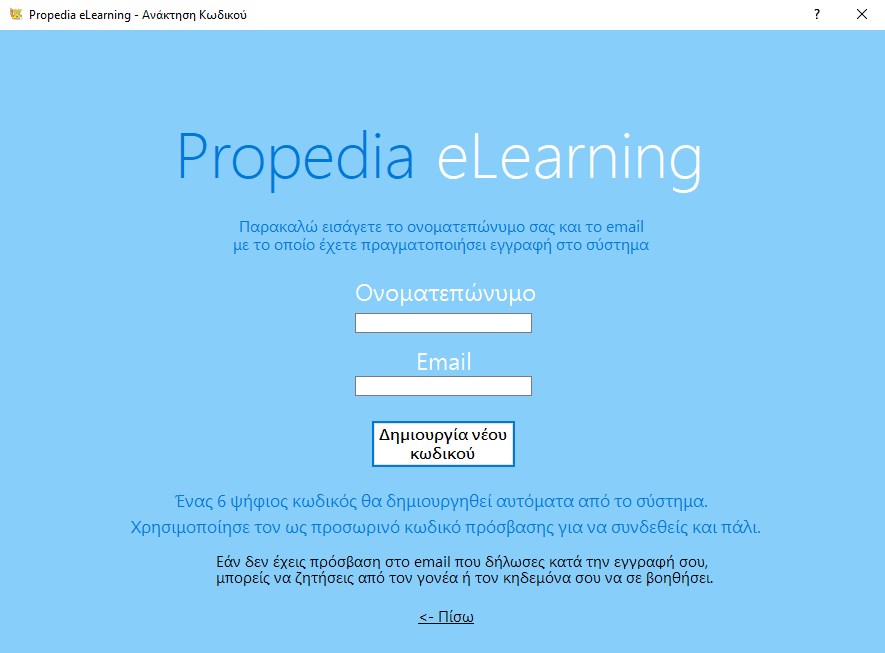 Propedia eLearning - Ανάκτηση Κωδικού
Propedia eLearning
Παρακαλώ εισάγετε το ονοματεπώνυμο σας και το email
με το οποίο έχετε πραγματοποιήσει εγγραφή στο σύστημα
Ονοματεπώνυμο
Email
Δημιουργία νέου
κωδικού
Ένας 6 ψήφιος κωδικός θα δημιουργηθεί αυτόματα από το σύστημα.
Χρησιμοποίησε τον ως προσωρινό κωδικό πρόσβασης για να συνδεθείς και πάλι.
Εάν δεν έχεις πρόσβαση στο email που δήλωσες κατά την εγγραφή σου,
μπορείς να ζητήσεις από τον γονέα ή τον κηδεμόνα σου να σε βοηθήσει.
<- Πίσω